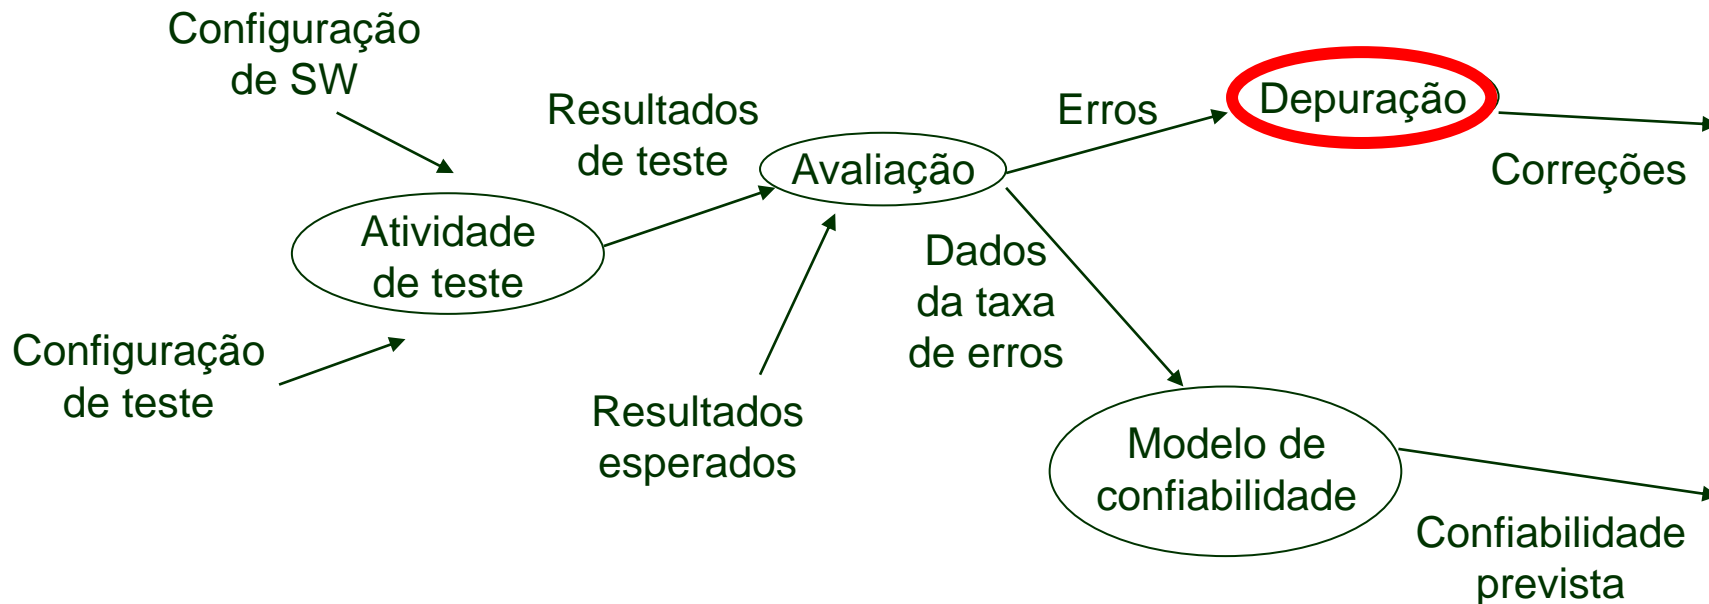 Configuração
de SW
Resultados
de teste
Erros
Depuração
Correções
Avaliação
Atividade
de teste
Dados
da taxa
de erros
Configuração
de teste
Resultados
esperados
Modelo de
confiabilidade
Confiabilidade
prevista